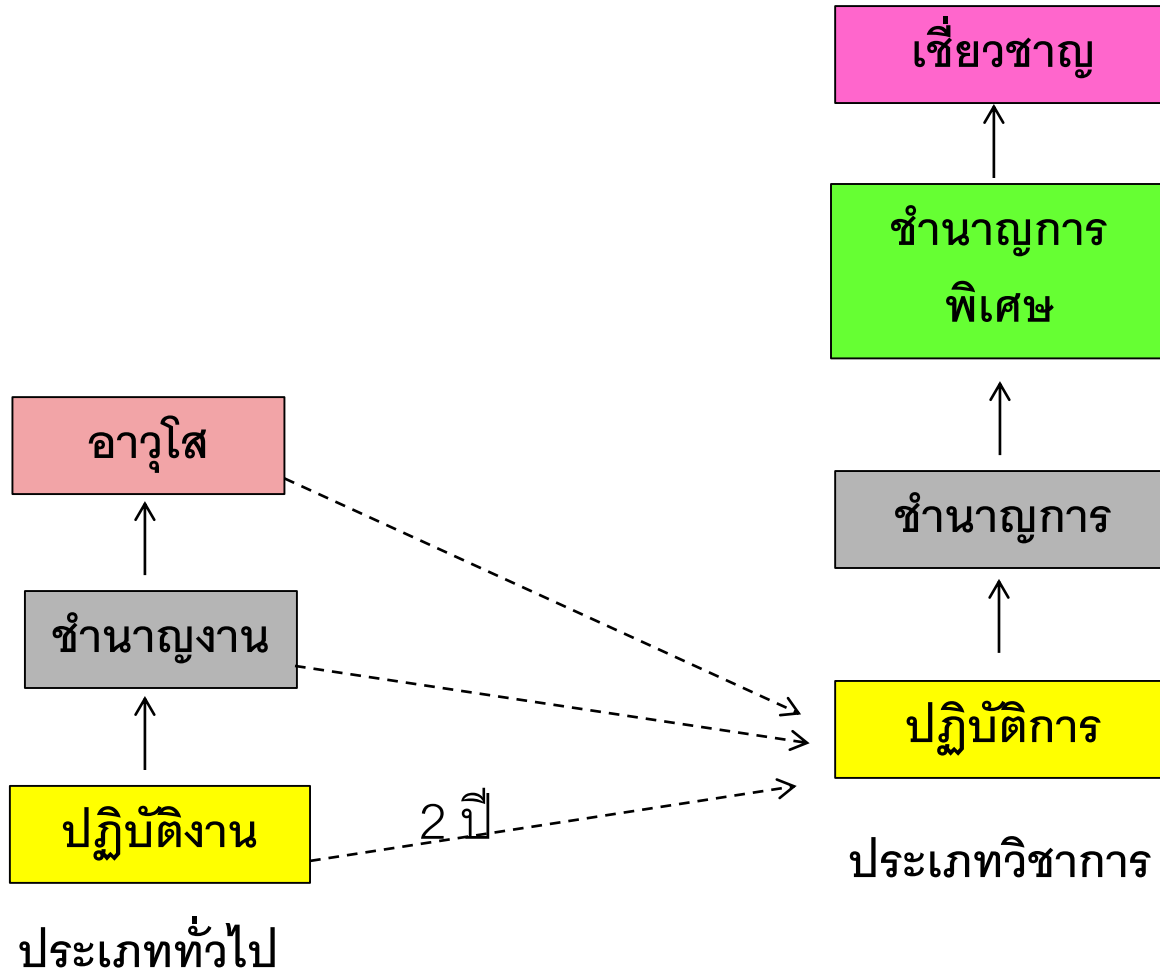 เชี่ยวชาญ
ชำนาญการ
พิเศษ
อาวุโส
ชำนาญการ
ชำนาญงาน
ปฏิบัติการ
ปฏิบัติงาน
2 ปี
ประเภทวิชาการ
ประเภททั่วไป